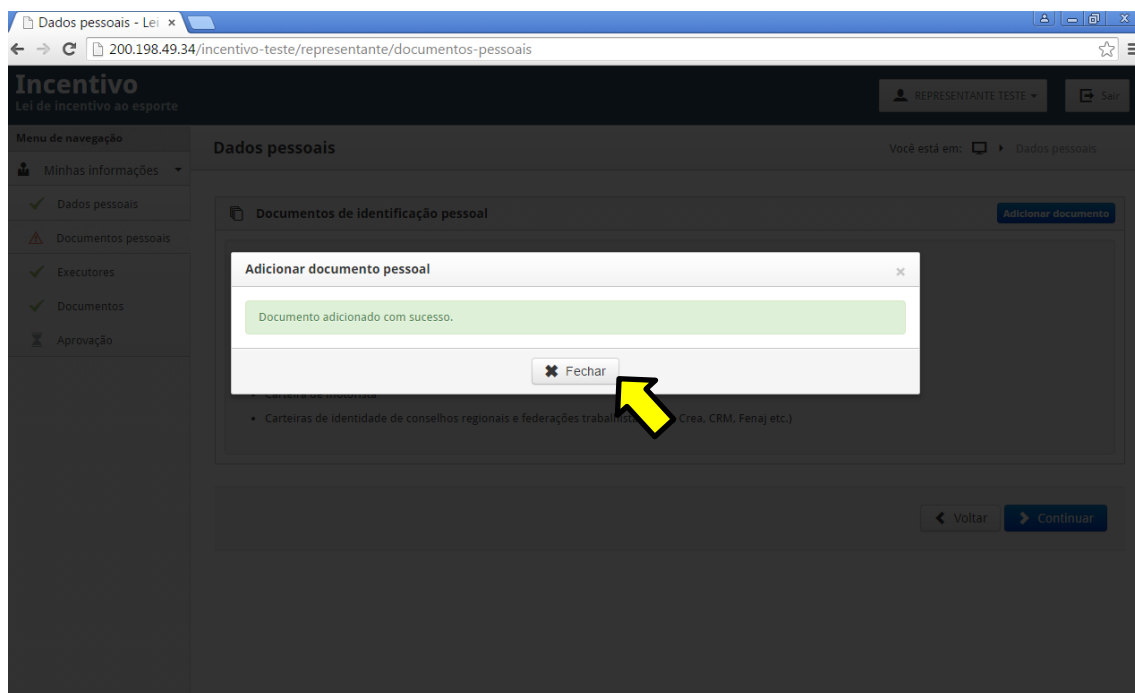 Dados pessoais - Lei
200.198.49.34/incentivo-teste/representante/documentos-pessoais
Incentivo
Lei de incentivo ao esporte
REPRESENTANTE TESTE
Sair
Menu de navegação
Minhas informações
Dados pessoais
Documentos pessoais
Executores
Documentos
Aprovação
Dados pessoais
Você está em: Dados pessoais
Documentos de identificação pessoal
Adicionar documento
Adicionar documento pessoal
Documento adicionado com sucesso.
Fechar
Carteira de motorista
• Carteiras de identidade de conselhos regionais e federações Crea, CRM, Fenaj etc.)
Voltar
Continuar